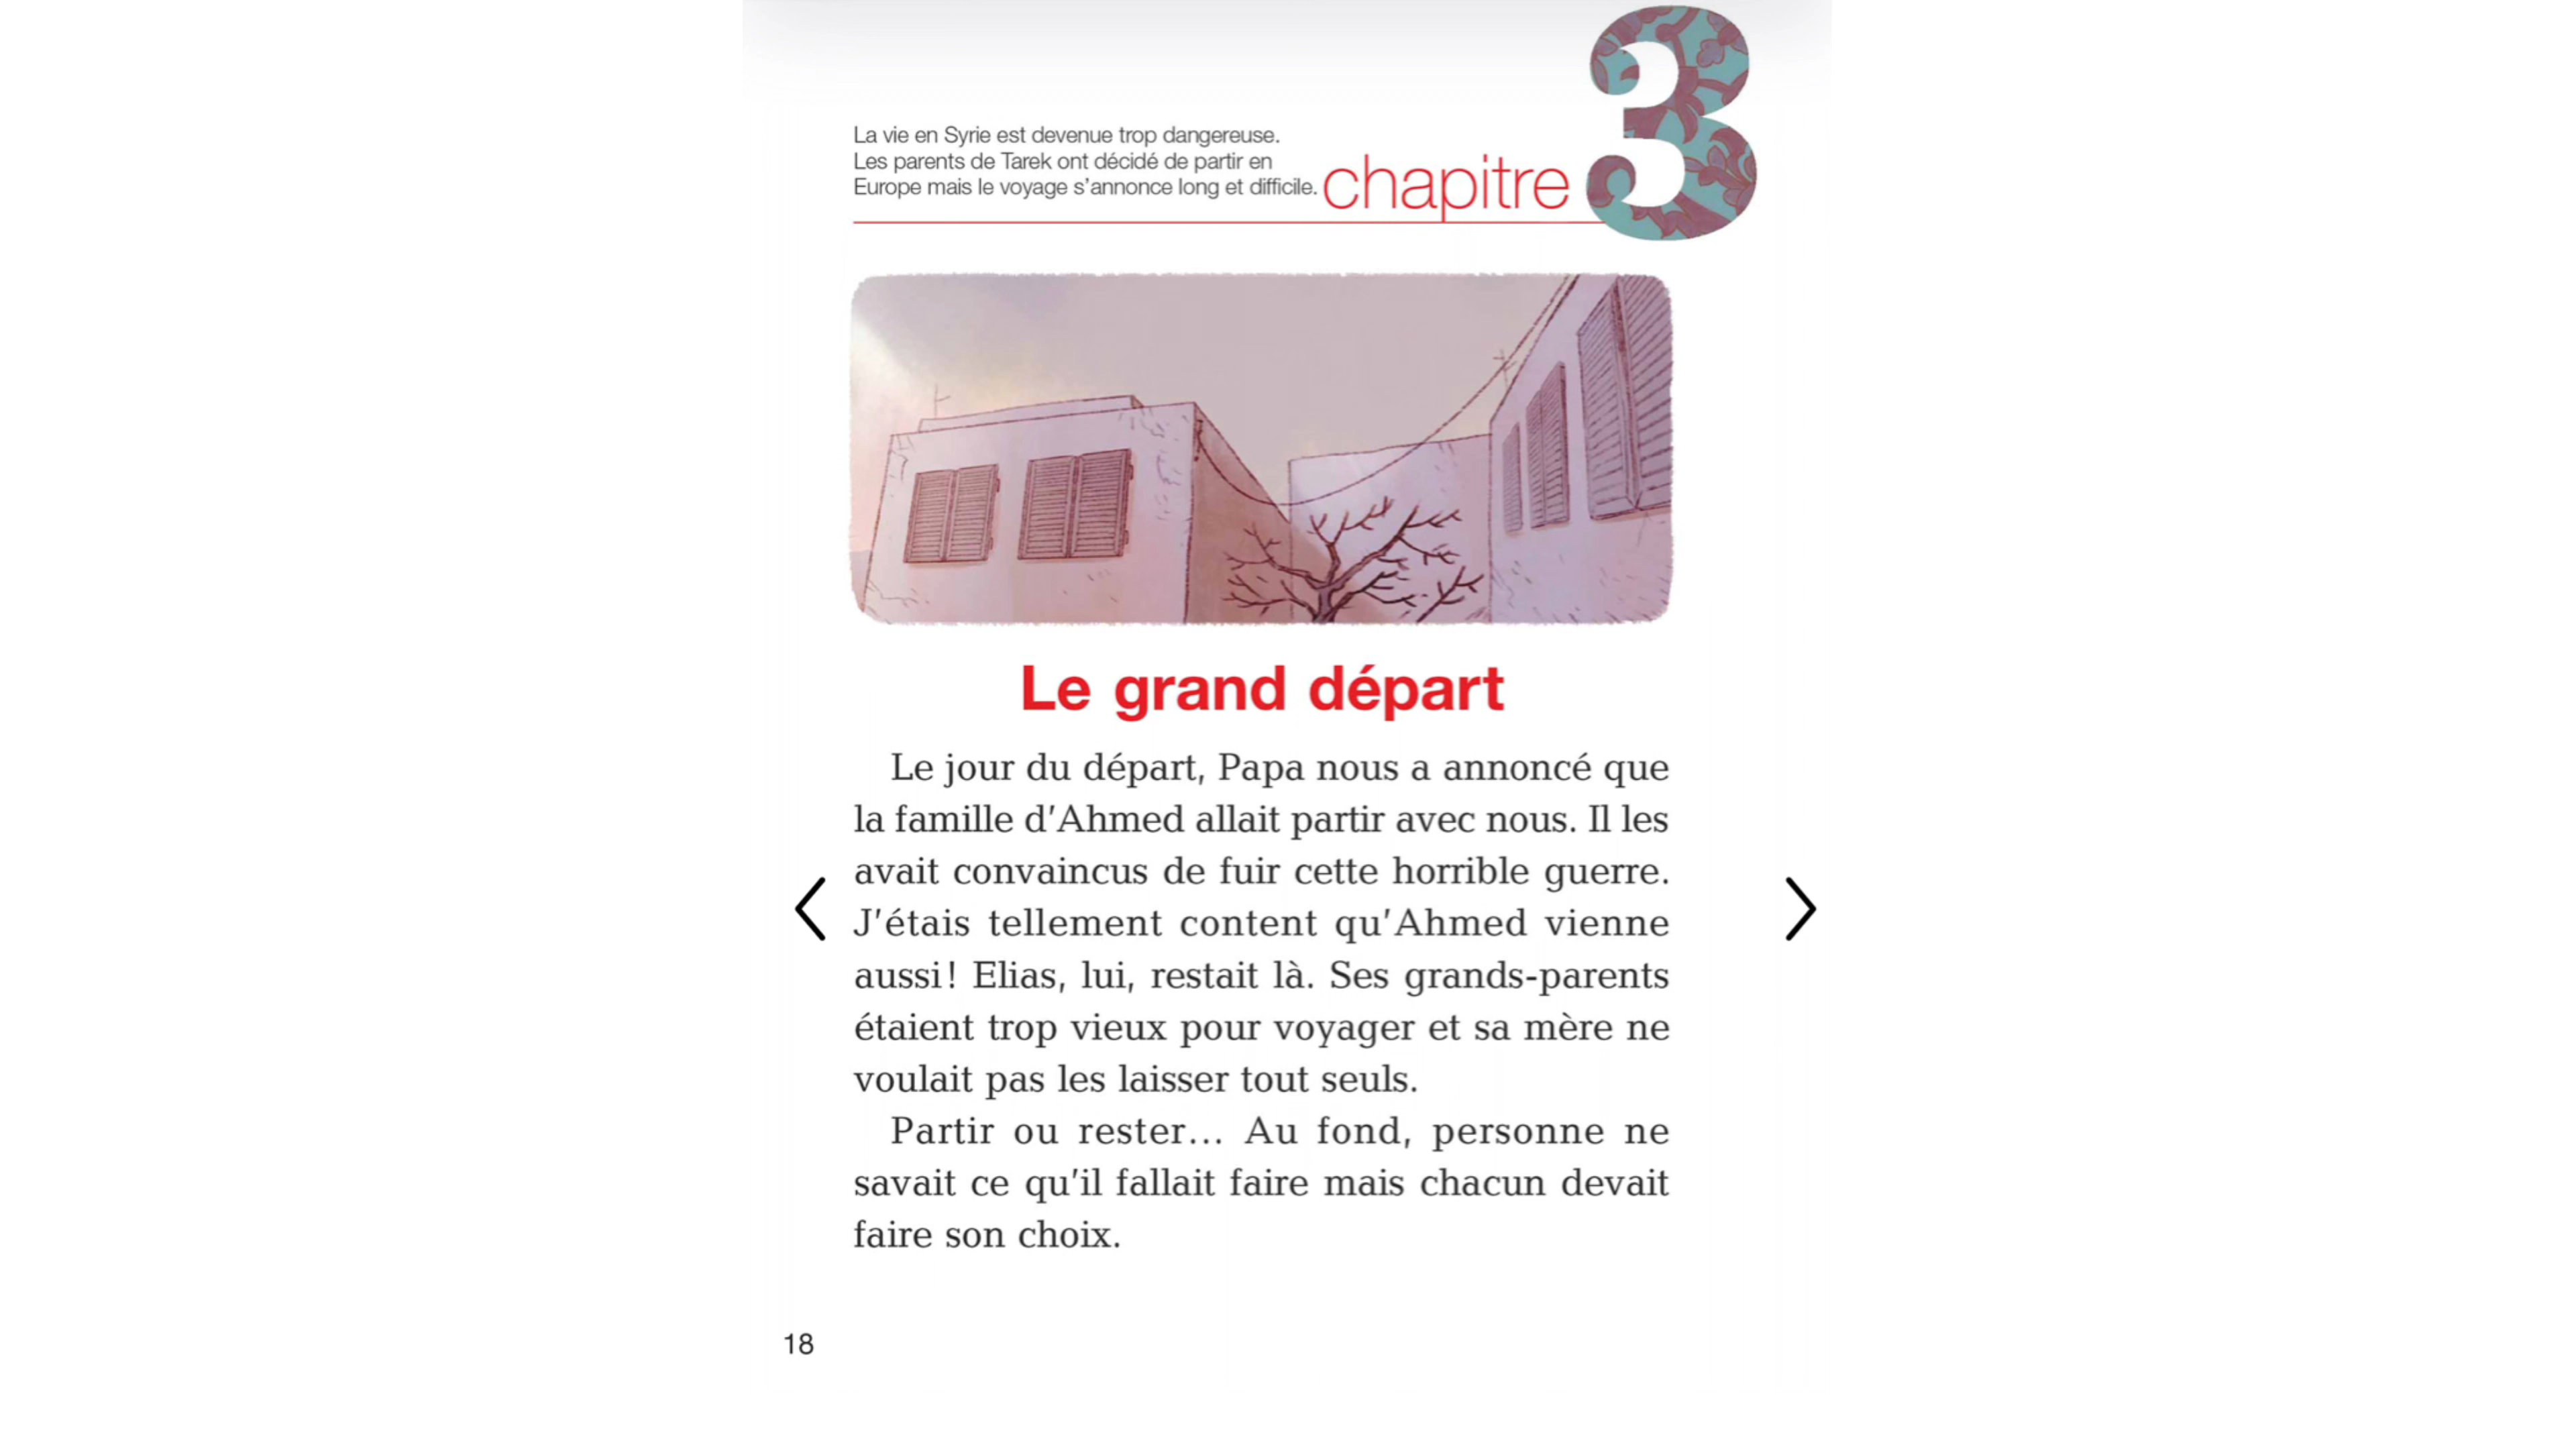 La vie en Syrie est devenue trop dangereuse.
Les parents de Tarek ont décidé de partir en
Europe mais le voyage s'annonce long et difficile.
chapitre 3
Le grand départ
Le jour du départ, Papa nous a annoncé que
la famille d'Ahmed allait partir avec nous. Il les
avait convaincus de fuir cette horrible guerre.
J'étais tellement content qu'Ahmed vienne
aussi! Elias, lui, restait là. Ses grands-parents
étaient trop vieux pour voyager et sa mère ne
voulait pas les laisser tout seuls.
Partir ou rester... Au fond, personne ne
savait ce qu'il fallait faire mais chacun devait
faire son choix.
18